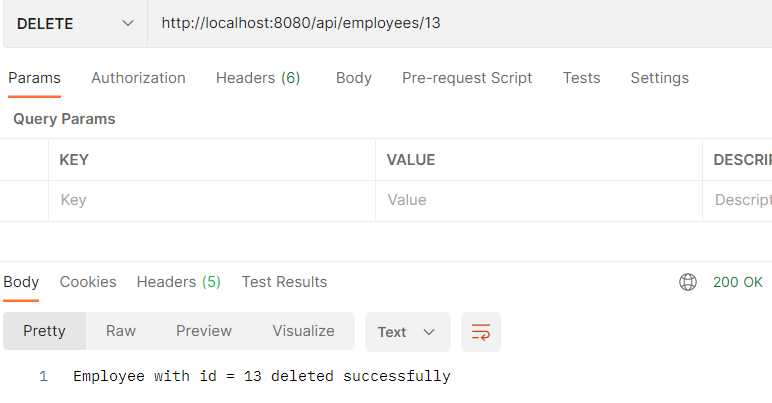 DELETE http://localhost:8080/api/employees/13
Params Authorization Headers (6) Body Pre-request Script Tests Settings
Query Params
KEY VALUE DESCRI
Key Value Descript
Body Cookies Headers (5) Test Results 200 OK
Pretty Raw Preview Visualize Text
1 Employee with id = 13 deleted successfully